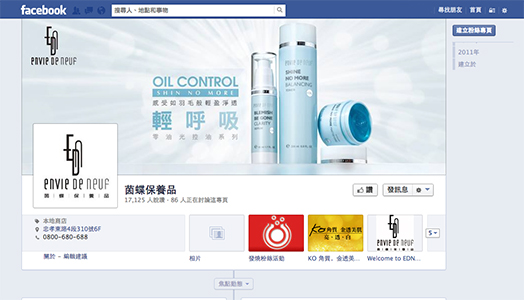 facebook
搜尋人、地點和事物
尋找朋友
首頁
建立粉絲專頁
2011年
建立於
ENVIE DE NEUF
OIL CONTROL
SHIN NO MORE
感受如羽毛般輕盈淨透
輕呼吸
零油光控油系列
SHINE
NO MORE
BALANCING
BLEMISH
BE GONE
CLARITY
ENVIE DE NEUF
茵蝶保養品
茵蝶保養品
17,125 人說讚 · 86 人正在討論這專頁
讚
發訊息
本地商店
忠孝東路4段310號6F
0800-680-688
關於 – 編輯建議
相片
發燒粉絲活動
KO 角質 金透美肌
亮 · 透 · 白
KO 角質，金透美...
ENVIE DE NEUF
Welcome to EDN...
5
焦點動態